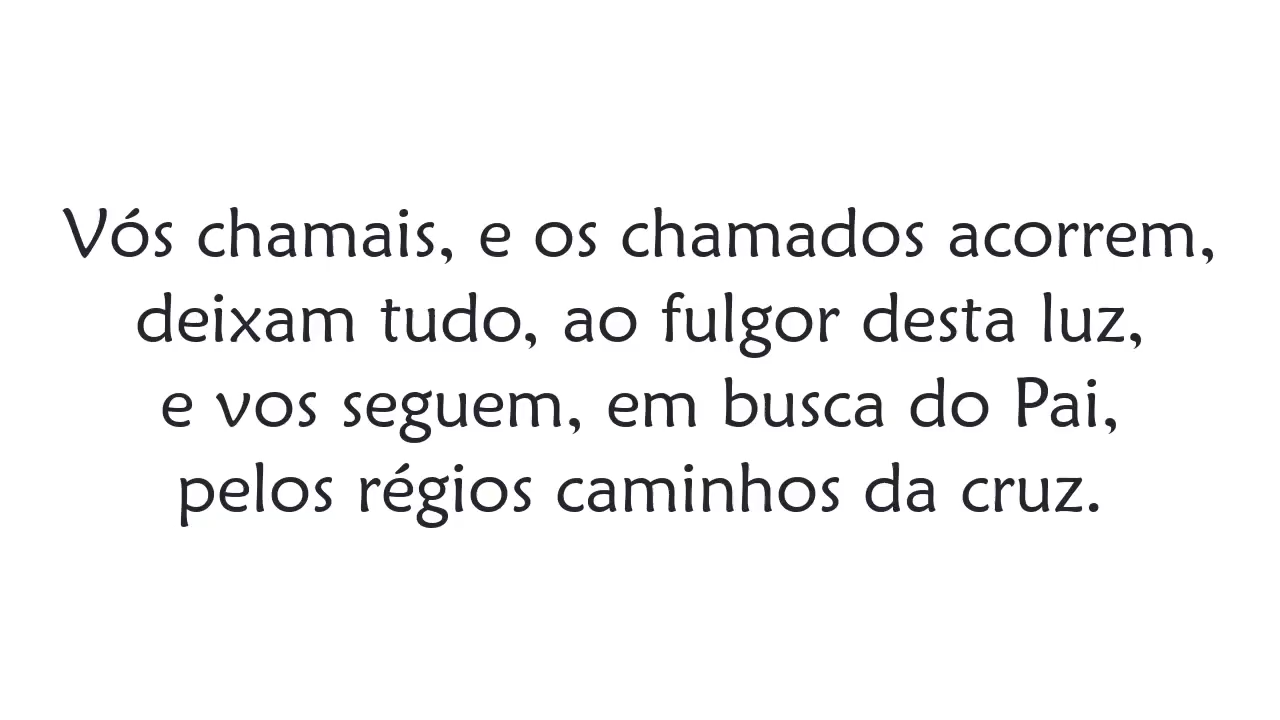 Vós chamais, e os chamados acorrem,
deixam tudo, ao fulgor desta luz,
e vos seguem, em busca do Pai,
pelos régios caminhos da cruz.